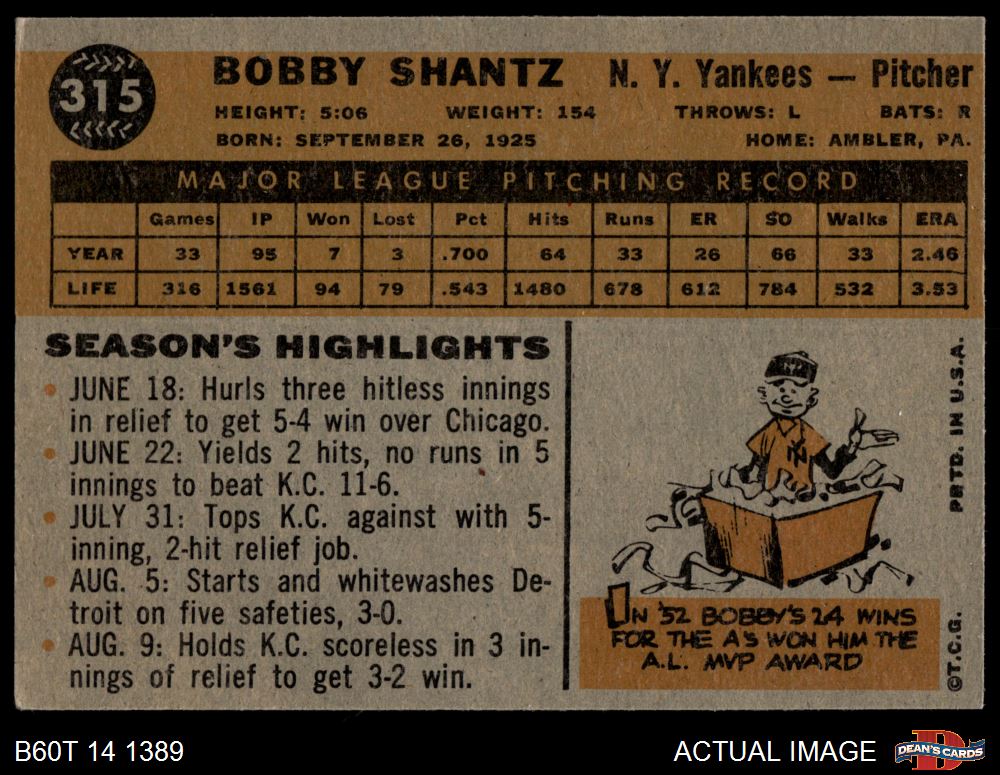 315
BOBBY SHANTZ N. Y. Yankees — Pitcher
HEIGHT: 5:06 WEIGHT: 154 THROWS: L BATS: R
BORN: SEPTEMBER 26, 1925 HOME: AMBLER, PA.
MAJOR LEAGUE PITCHING RECORD
Games IP Won Lost Pct Hits Runs ER SO Walks ERA
YEAR 33 95 7 3 .700 64 33 26 66 33 2.46
LIFE 316 1561 94 79 .543 1480 678 612 784 532 3.53
SEASON'S HIGHLIGHTS
• JUNE 18: Hurls three hitless innings
in relief to get 5-4 win over Chicago.
• JUNE 22: Yields 2 hits, no runs in 5
innings to beat K.C. 11-6.
• JULY 31: Tops K.C. against with 5-
inning, 2-hit relief job.
• AUG. 5: Starts and whitewashes De-
troit on five safeties, 3-0.
• AUG. 9: Holds K.C. scoreless in 3 in-
nings of relief to get 3-2 win.
NY
IN '52 BOBBY'S 24 WINS
FOR THE A'S WON HIM THE
A.L. MVP AWARD
©T.C.G. PRTD. IN U.S.A.
B60T 14 1389 ACTUAL IMAGE
D
DEAN'S CARDS